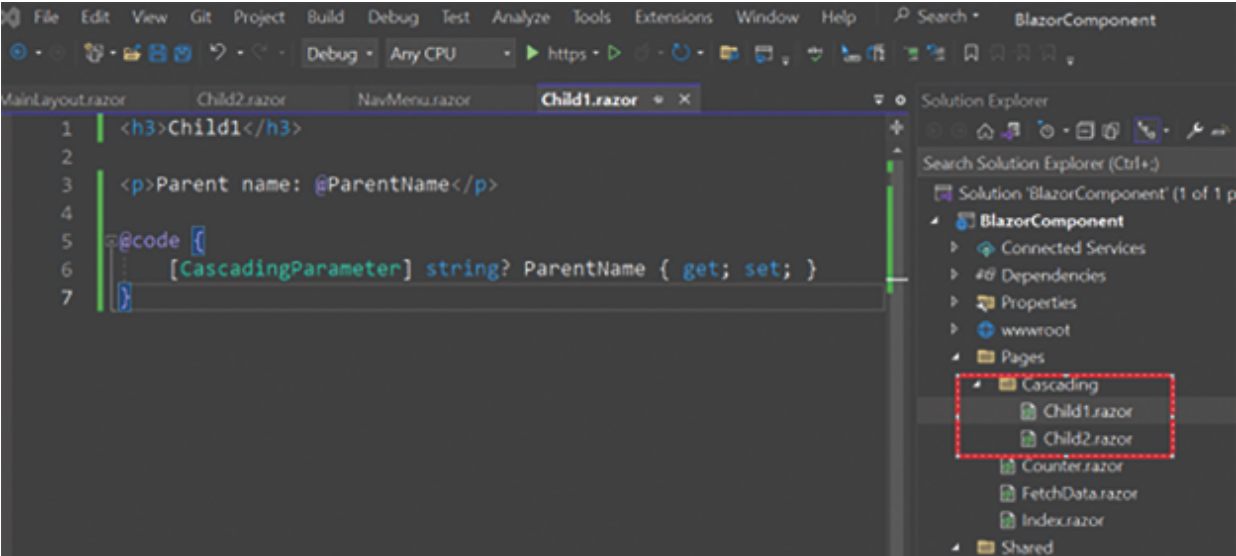 File Edit View Git Project Build Debug Test Analyze Tools Extensions Window Help Search BlazorComponent
Debug Any CPU https
MainLayout.razor Child2.razor NavMenu.razor Child1.razor
1 <h3>Child1</h3>
2
3 <p>Parent name: @ParentName</p>
4
5 @code {
6 [CascadingParameter] string? ParentName { get; set; }
7 }
Solution Explorer
Search Solution Explorer (Ctrl+;)
Solution 'BlazorComponent' (1 of 1 p
BlazorComponent
Connected Services
Dependencies
Properties
wwwroot
Pages
Cascading
Child1.razor
Child2.razor
Counter.razor
FetchData.razor
Index.razor
Shared